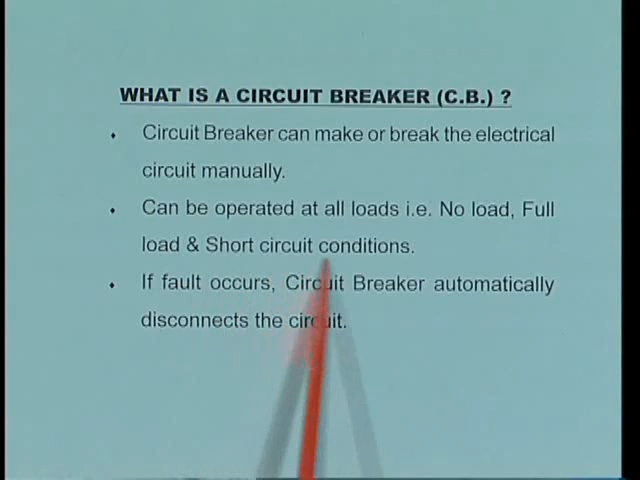 WHAT IS A CIRCUIT BREAKER (C.B.) ?
Circuit Breaker can make or break the electrical
circuit manually.
Can be operated at all loads i.e. No load, Full
load & Short circuit conditions.
If fault occurs, Circuit Breaker automatically
disconnects the circuit.